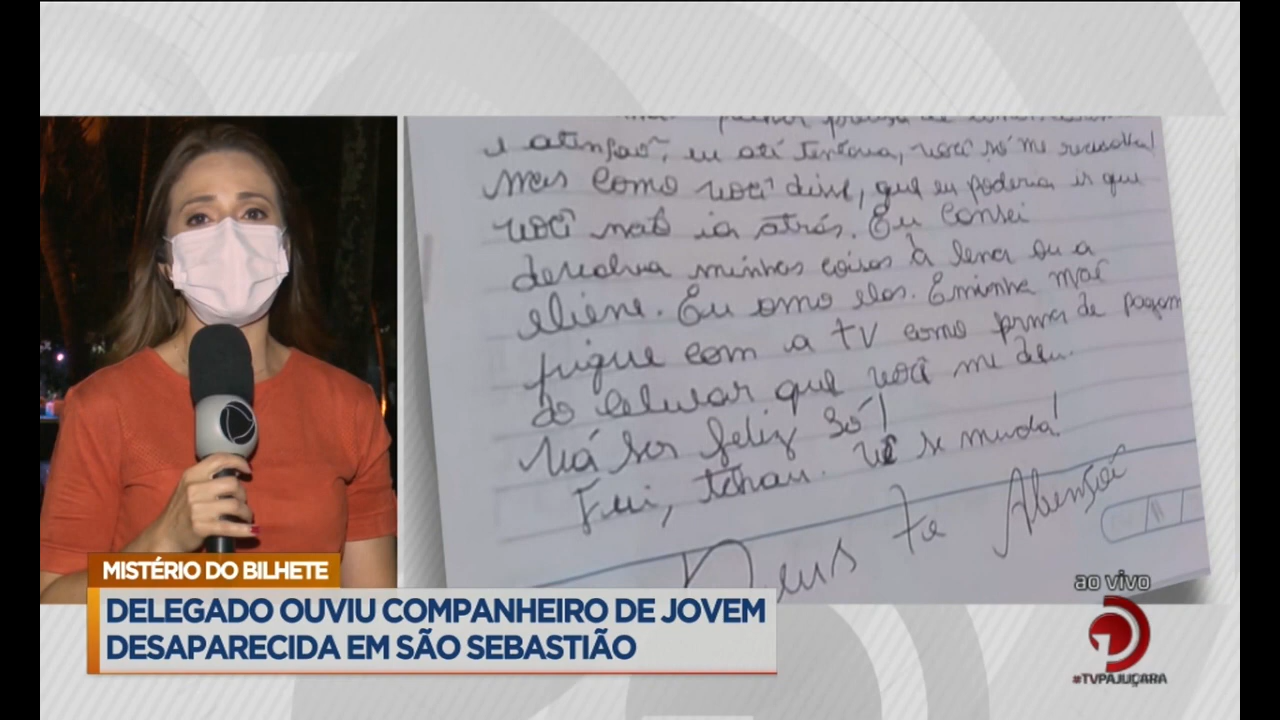 e atenção, eu até tentava, você só me
Mas como você disse, que eu poderia ir que
você não ia atrás. Eu Cansei
devolva minhas coisas à lena ou a
eliene. Eu amo elas. E minha mãe
fique com a TV como forma de pagam
do celular que você me deu.
Vá ser feliz só!
Fui, tchau. Vê se muda!
Deus te Abençoi
MISTÉRIO DO BILHETE
DELEGADO OUVIU COMPANHEIRO DE JOVEM
DESAPARECIDA EM SÃO SEBASTIÃO
ao vivo
#TVPAJUÇARA